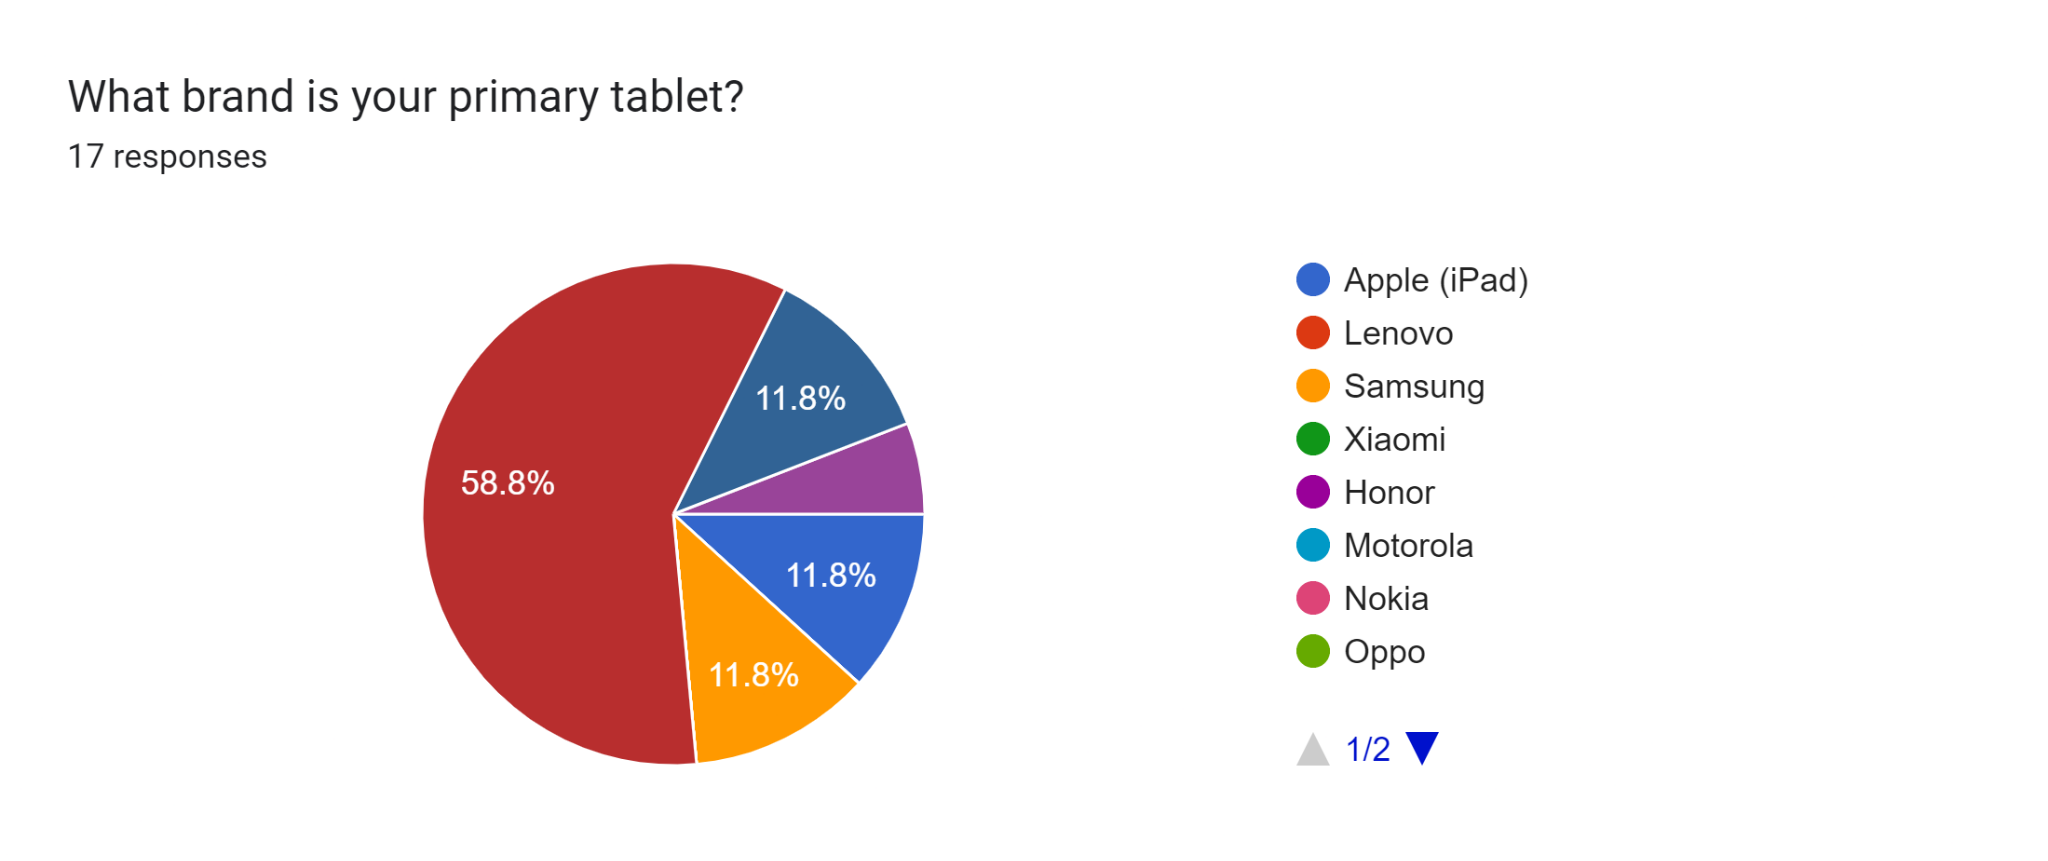 What brand is your primary tablet?
17 responses
11.8%
58.8%
11.8%
11.8%
Apple (iPad)
Lenovo
Samsung
Xiaomi
Honor
Motorola
Nokia
Oppo
1/2